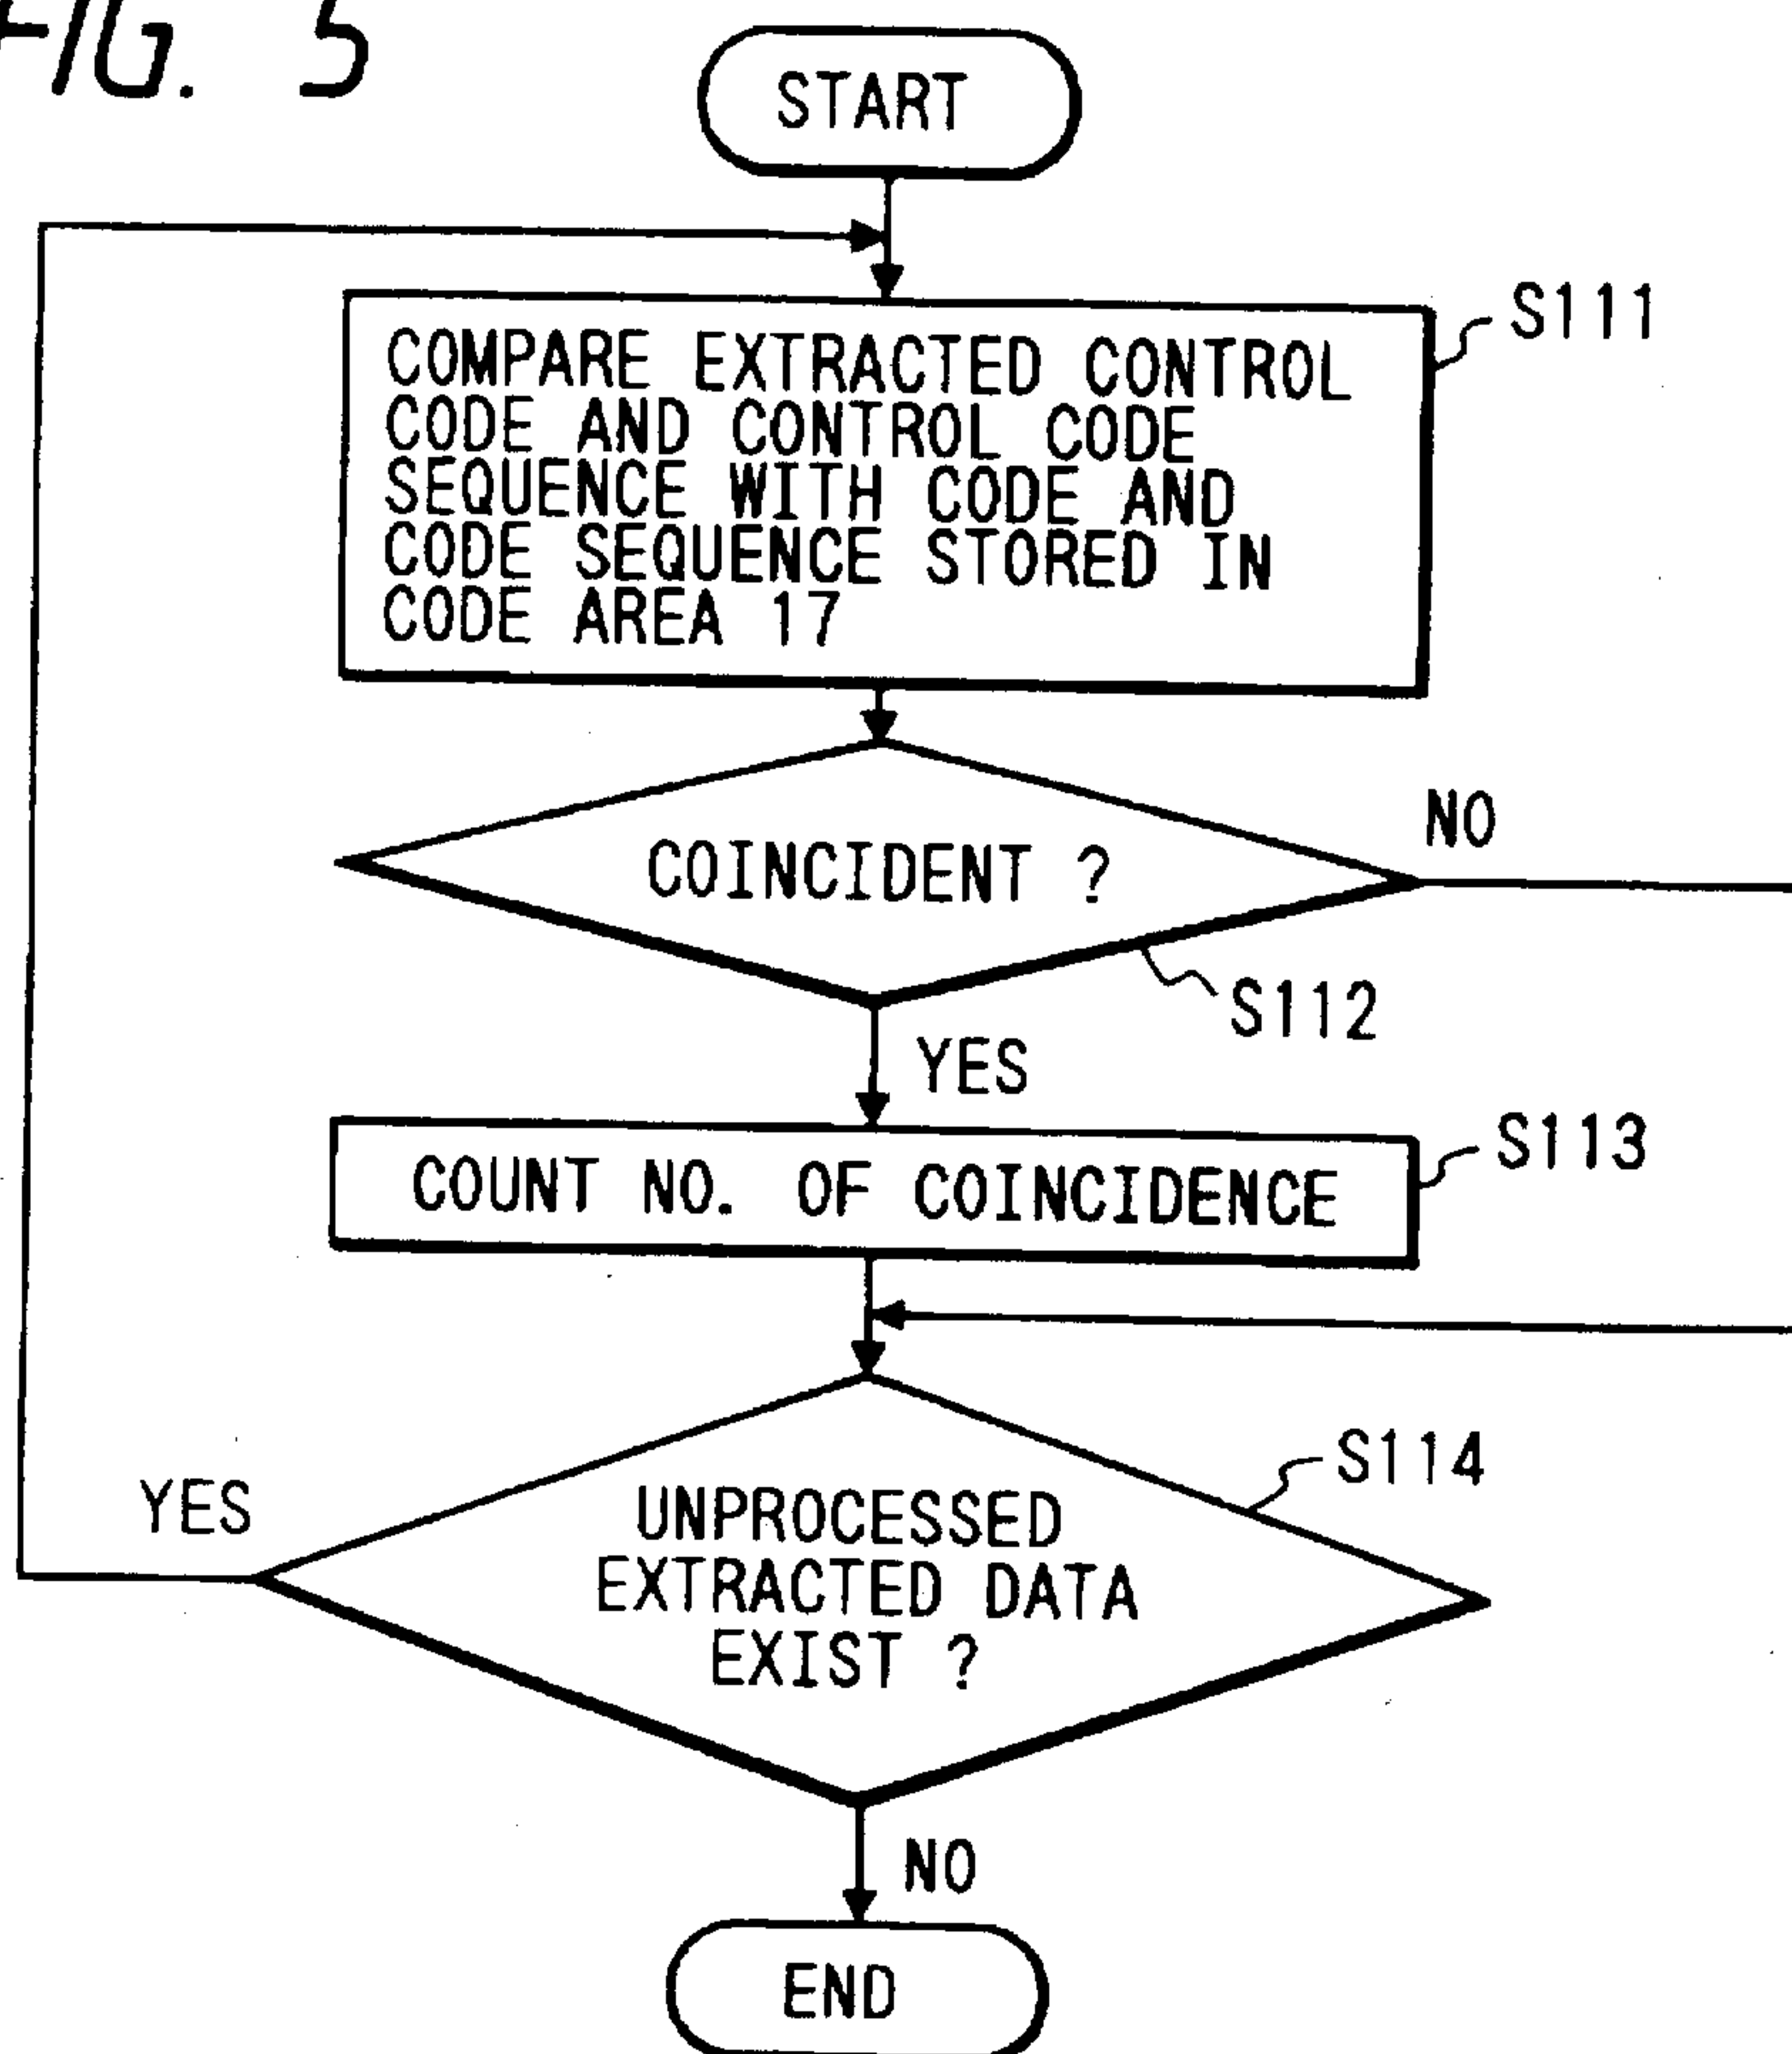 FIG. 5
START
S111
COMPARE EXTRACTED CONTROL
CODE AND CONTROL CODE
SEQUENCE WITH CODE AND
CODE SEQUENCE STORED IN
CODE AREA 17
NO
COINCIDENT ?
S112
YES
S113
COUNT NO. OF COINCIDENCE
S114
YES
UNPROCESSED
EXTRACTED DATA
EXIST ?
NO
END